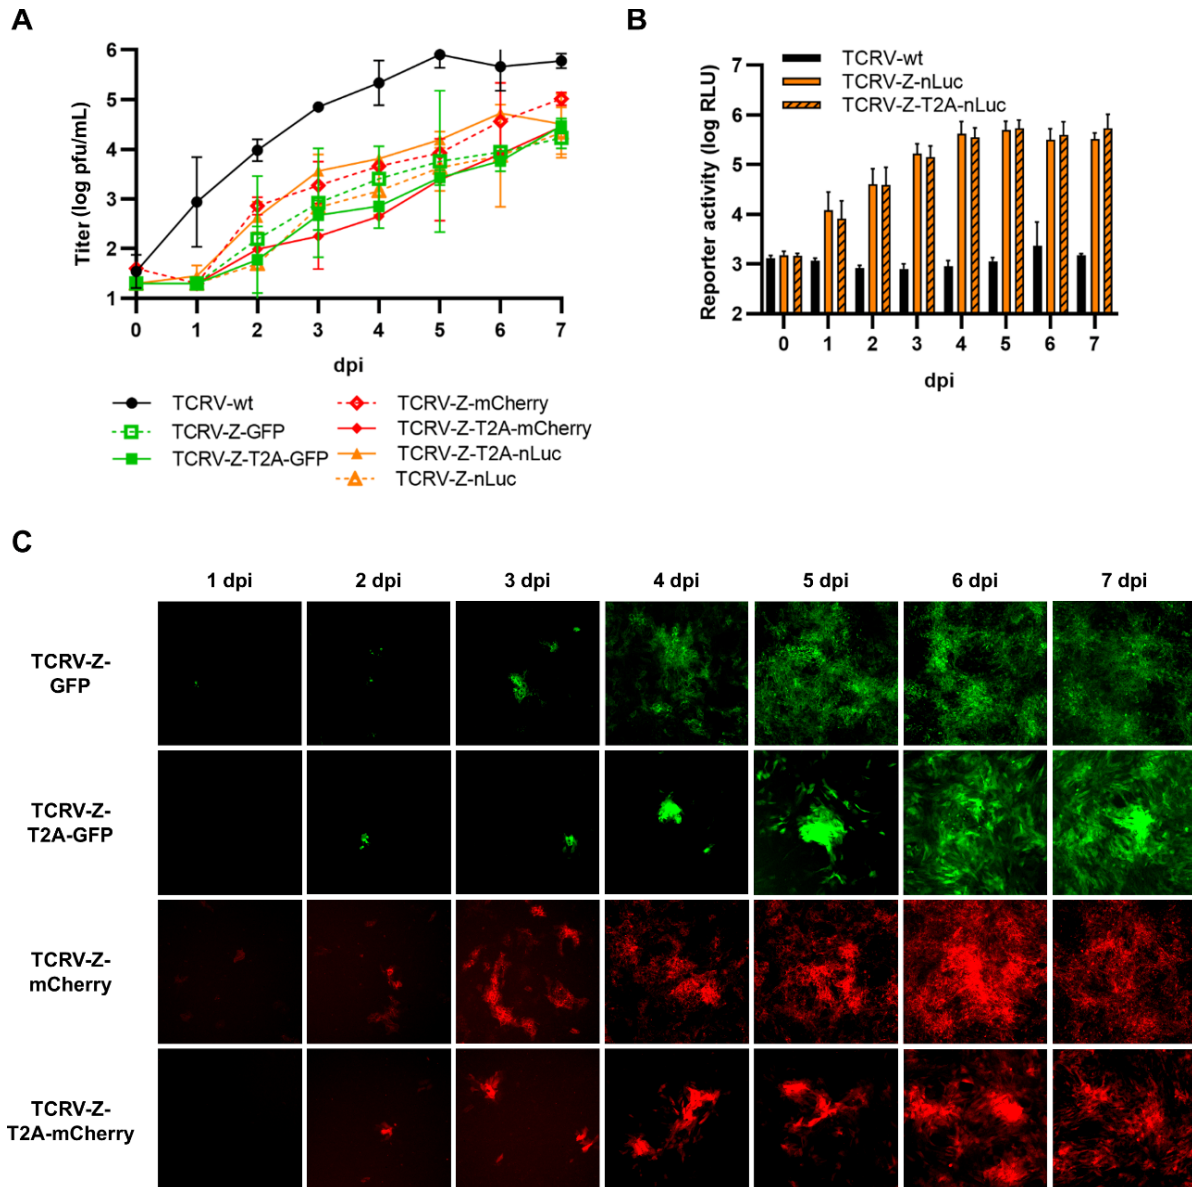 A
Titer (log pfu/mL)
6
5
4
3
2
1
0 1 2 3 4 5 6 7
dpi
TCRV-wt
TCRV-Z-GFP
TCRV-Z-T2A-GFP
TCRV-Z-mCherry
TCRV-Z-T2A-mCherry
TCRV-Z-T2A-nLuc
TCRV-Z-nLuc
B
TCRV-wt
TCRV-Z-nLuc
TCRV-Z-T2A-nLuc
Reporter activity (log RLU)
7
6
5
4
3
2
0 1 2 3 4 5 6 7
dpi
C
1 dpi 2 dpi 3 dpi 4 dpi 5 dpi 6 dpi 7 dpi
TCRV-Z-
GFP
TCRV-Z-
T2A-GFP
TCRV-Z-
mCherry
TCRV-Z-
T2A-mCherry